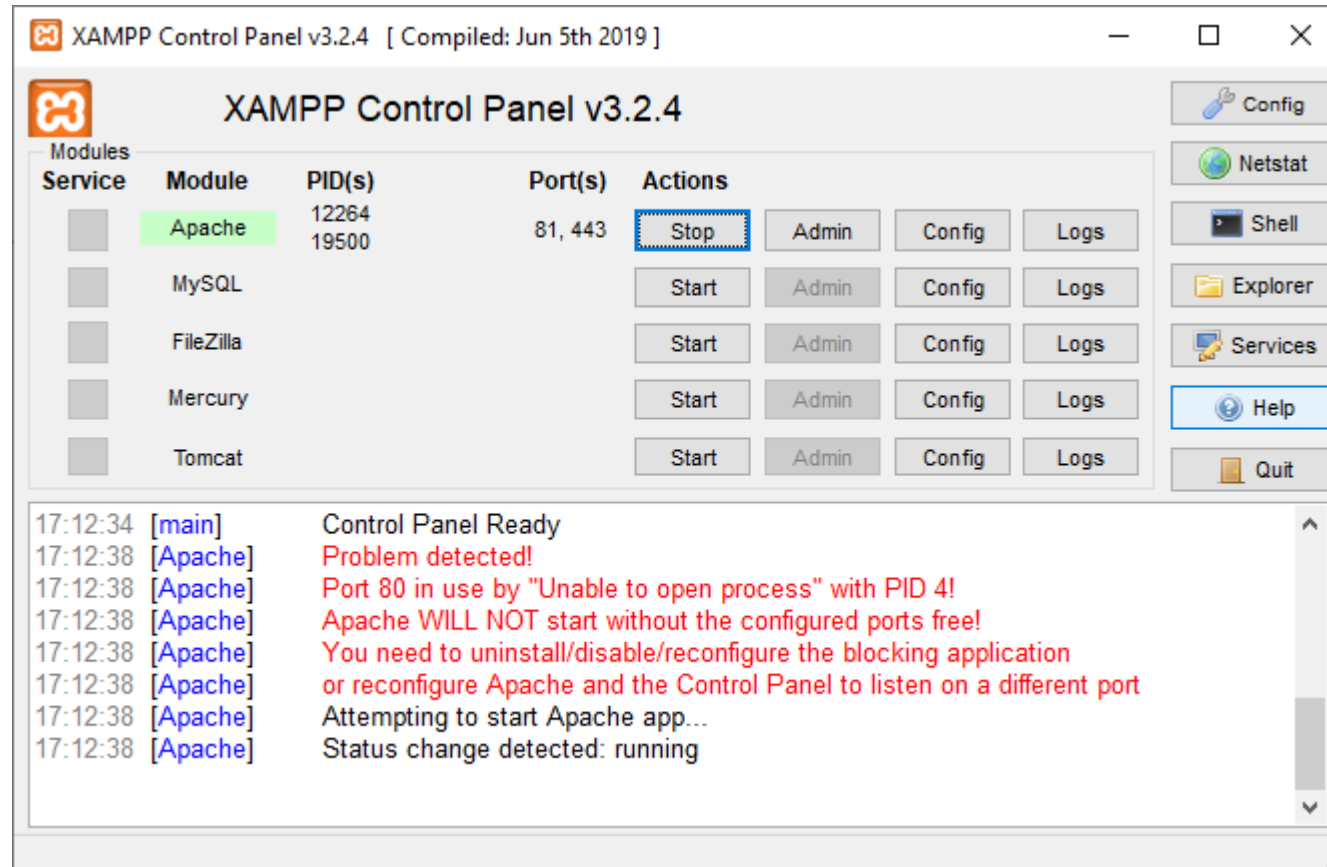 XAMPP Control Panel v3.2.4 [ Compiled: Jun 5th 2019 ]
XAMPP Control Panel v3.2.4
Config
Modules
Service Module PID(s) Port(s) Actions
Netstat
Apache 12264 81, 443 Stop Admin Config Logs
19500
Shell
MySQL Start Admin Config Logs
Explorer
FileZilla Start Admin Config Logs
Services
Mercury Start Admin Config Logs
Help
Tomcat Start Admin Config Logs
Quit
17:12:34 [main] Control Panel Ready
17:12:38 [Apache] Problem detected!
17:12:38 [Apache] Port 80 in use by "Unable to open process" with PID 4!
17:12:38 [Apache] Apache WILL NOT start without the configured ports free!
17:12:38 [Apache] You need to uninstall/disable/reconfigure the blocking application
17:12:38 [Apache] or reconfigure Apache and the Control Panel to listen on a different port
17:12:38 [Apache] Attempting to start Apache app...
17:12:38 [Apache] Status change detected: running